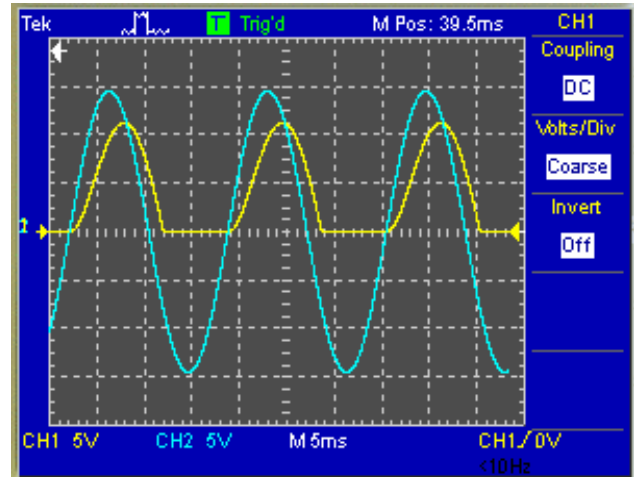 Tek T Trig'd M Pos: 39.5ms CH1
Coupling
DC
Volts/Div
Coarse
Invert
Off
CH1 5V CH2 5V M 5ms CH1 0V
<10Hz